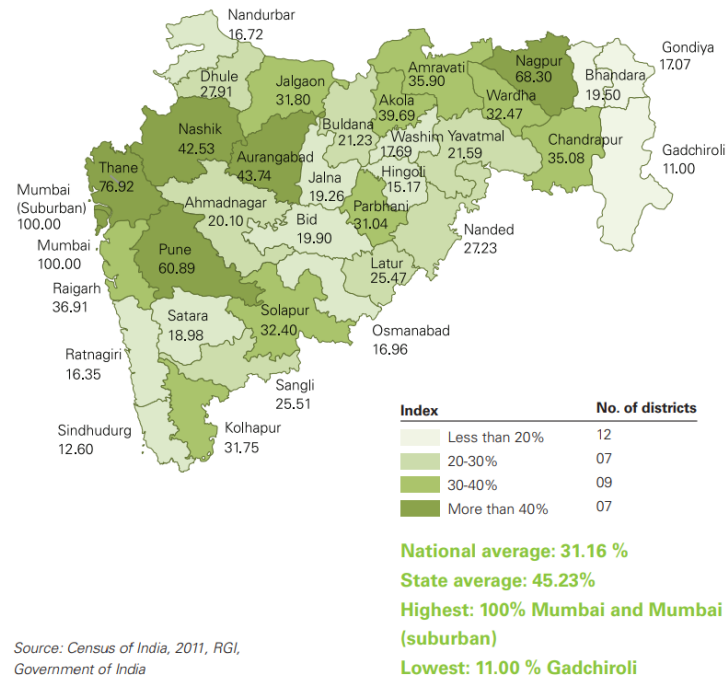 Nandurbar
16.72
Dhule
27.91
Jalgaon
31.80
Amravati
35.90
Nagpur
68.30
Gondiya
17.07
Bhandara
19.50
Akola
39.69
Wardha
32.47
Buldana
21.23
Washim
17.69
Yavatmal
21.59
Chandrapur
35.08
Gadchiroli
11.00
Nashik
42.53
Aurangabad
43.74
Jalna
19.26
Hingoli
15.17
Thane
76.92
Mumbai
(Suburban)
100.00
Ahmadnagar
20.10
Bid
19.90
Parbhani
31.04
Nanded
27.23
Mumbai
100.00
Pune
60.89
Latur
25.47
Raigarh
36.91
Satara
18.98
Solapur
32.40
Osmanabad
16.96
Ratnagiri
16.35
Sangli
25.51
Sindhudurg
12.60
Kolhapur
31.75
Index No. of districts
Less than 20% 12
20-30% 07
30-40% 09
More than 40% 07
National average: 31.16 %
State average: 45.23%
Highest: 100% Mumbai and Mumbai
(suburban)
Lowest: 11.00 % Gadchiroli
Source: Census of India, 2011, RGI,
Government of India